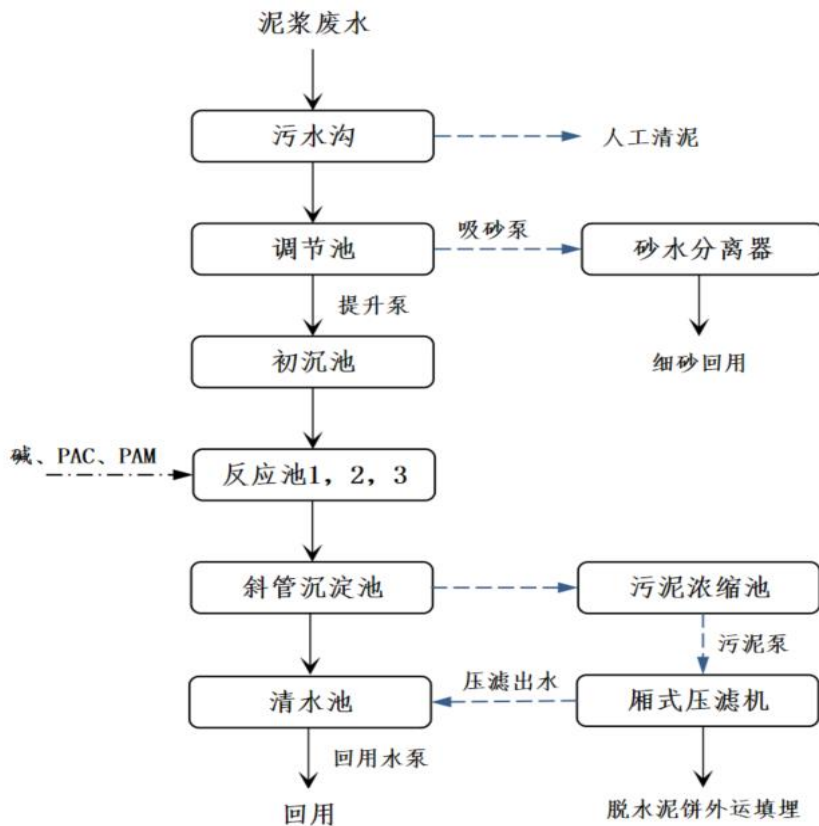 泥浆废水
污水沟
人工清泥
调节池
吸砂泵
砂水分离器
提升泵
初沉池
细砂回用
碱、PAC、PAM
反应池1，2，3
斜管沉淀池
污泥浓缩池
污泥泵
清水池
压滤出水
厢式压滤机
回用水泵
回用
脱水泥饼外运填埋